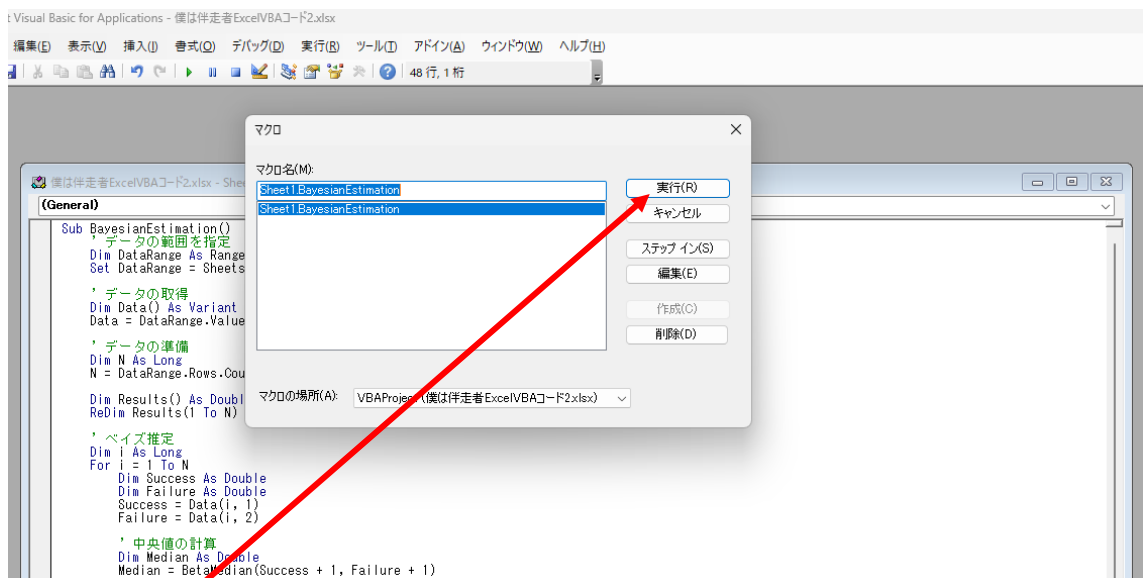 t Visual Basic for Applications - 僕は伴走者ExcelVBAコード2.xlsx
編集(E) 表示(V) 挿入(I) 書式(O) デバッグ(D) 実行(R) ツール(T) アドイン(A) ウィンドウ(W) ヘルプ(H)
48 行, 1 桁
マクロ
マクロ名(M):
Sheet1.BayesianEstimation
実行(R)
Sheet1.BayesianEstimation
キャンセル
ステップ イン(S)
編集(E)
作成(C)
削除(D)
マクロの場所(A): VBAProject (僕は伴走者ExcelVBAコード2.xlsx)
僕は伴走者ExcelVBAコード2.xlsx - Shee
(General)
Sub BayesianEstimation()
' データの範囲を指定
Dim DataRange As Range
Set DataRange = Sheets
' データの取得
Dim Data() As Variant
Data = DataRange.Value
' データの準備
Dim N As Long
N = DataRange.Rows.Cou
Dim Results() As Doubl
ReDim Results(1 To N)
' ベイズ推定
Dim i As Long
For i = 1 To N
Dim Success As Double
Dim Failure As Double
Success = Data(i, 1)
Failure = Data(i, 2)
' 中央値の計算
Dim Median As Double
Median = BetaMedian(Success + 1, Failure + 1)